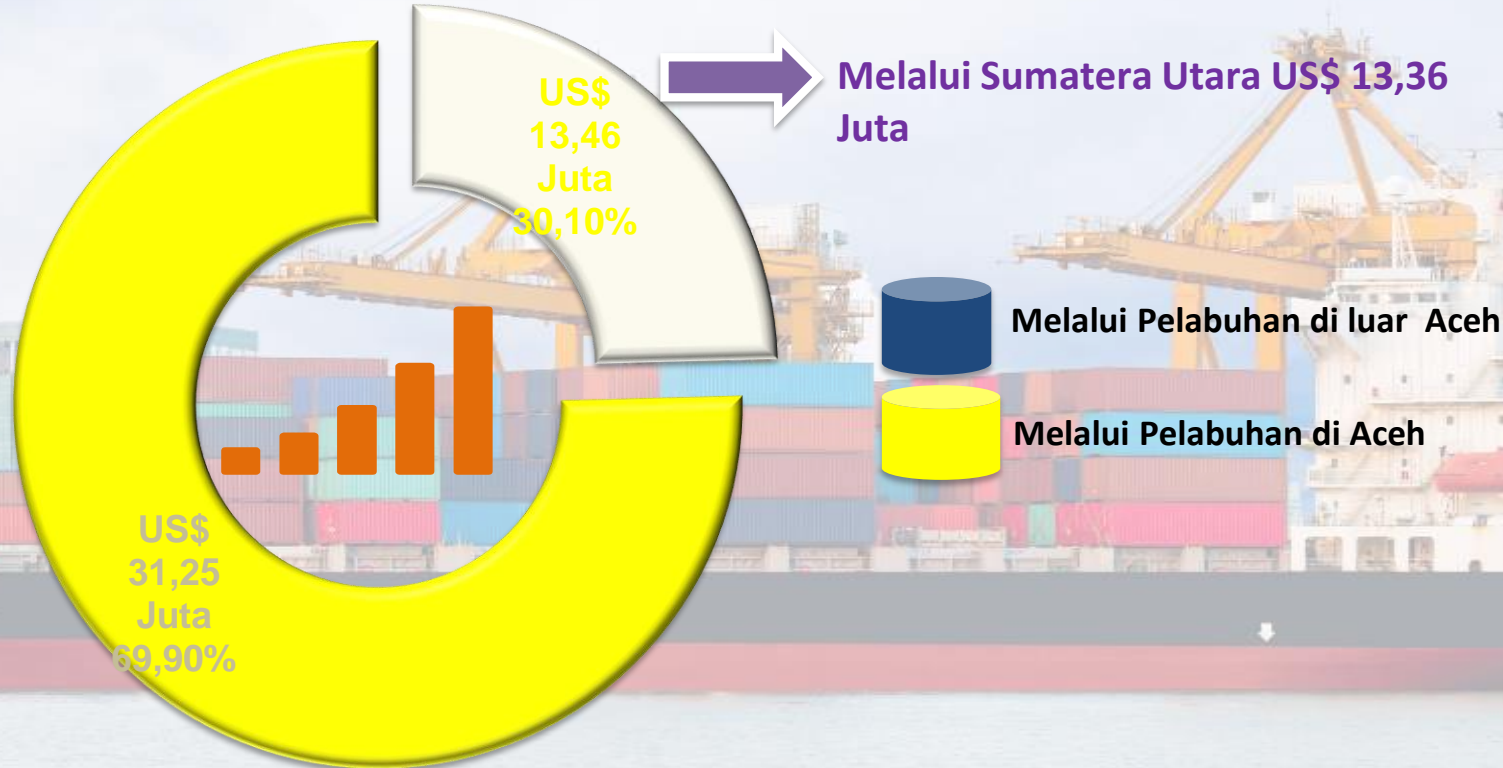 US$
13,46
Juta
30,10%
Melalui Sumatera Utara US$ 13,36
Juta
Melalui Pelabuhan di luar Aceh
Melalui Pelabuhan di Aceh
US$
31,25
Juta
69,90%